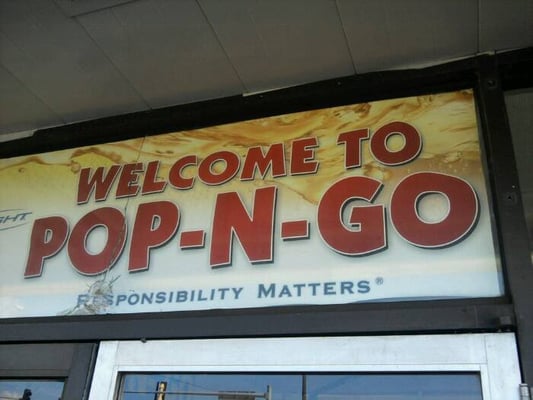 WELCOME TO
POP-N-GO
RESPONSIBILITY MATTERS®